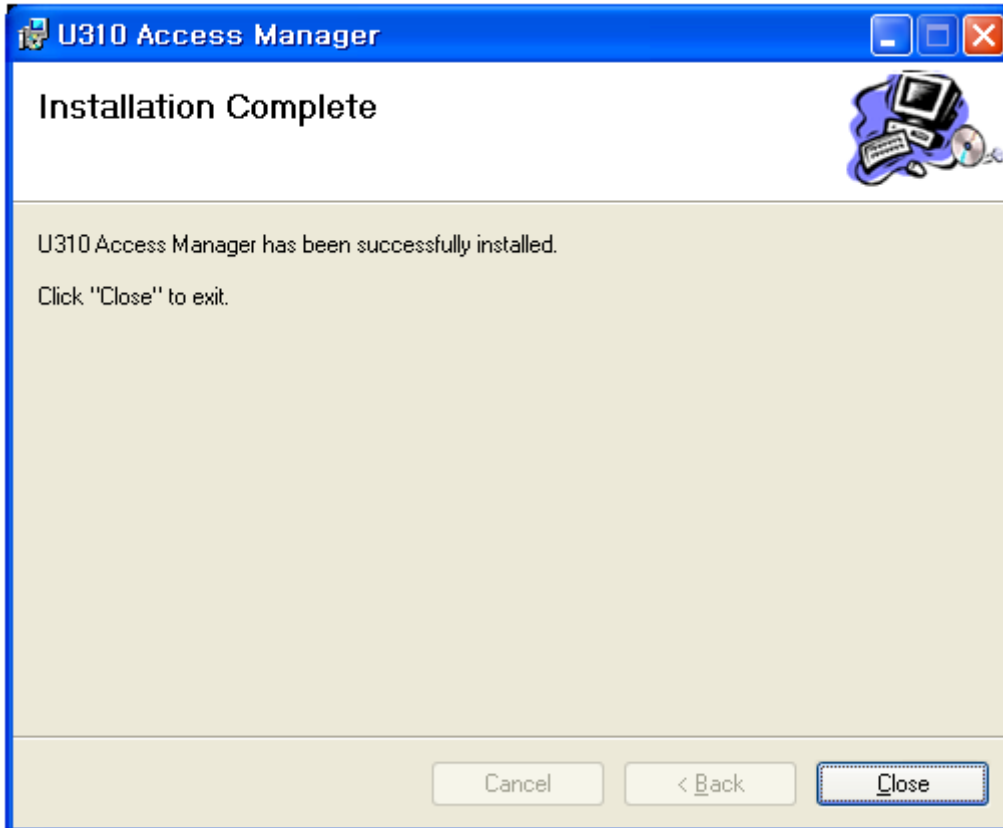 U310 Access Manager
Installation Complete
U310 Access Manager has been successfully installed.
Click "Close" to exit.
Cancel
< Back
Close